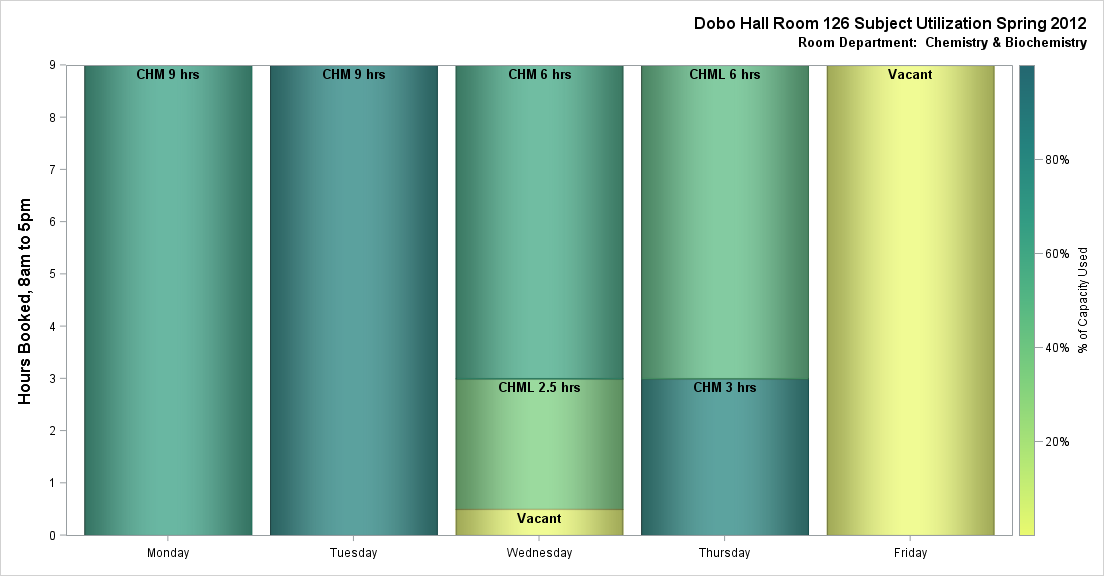 Dobo Hall Room 126 Subject Utilization Spring 2012
Room Department: Chemistry & Biochemistry
Hours Booked, 8am to 5pm
9
8
7
6
5
4
3
2
1
0
CHM 9 hrs
CHM 9 hrs
CHM 6 hrs
CHML 2.5 hrs
Vacant
CHML 6 hrs
CHM 3 hrs
Vacant
Monday
Tuesday
Wednesday
Thursday
Friday
80%
60%
40%
20%
% of Capacity Used